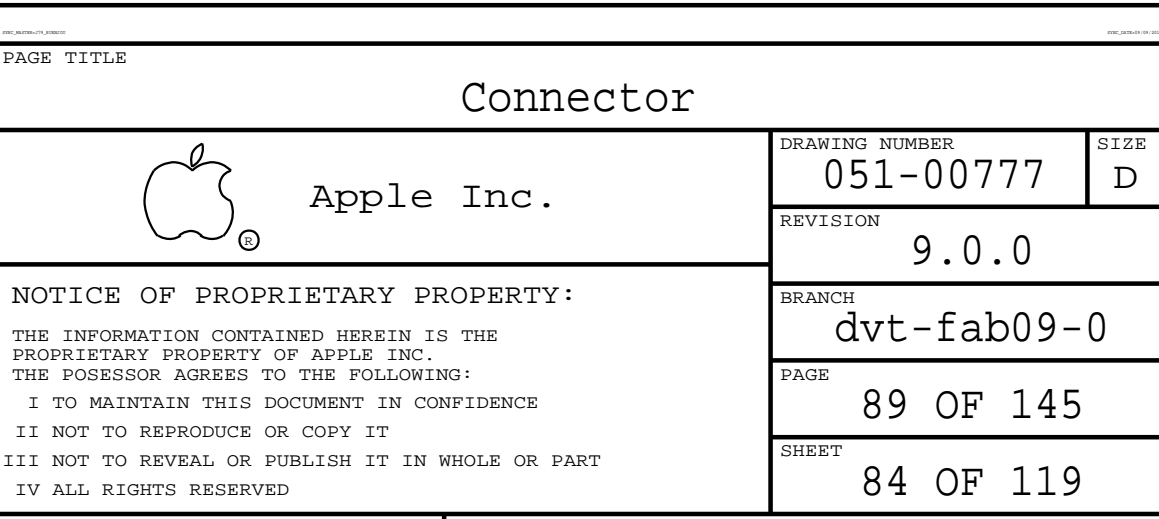 PAGE TITLE
Connector
Apple Inc.
R
DRAWING NUMBER
051-00777
SIZE
D
REVISION
9.0.0
NOTICE OF PROPRIETARY PROPERTY:
THE INFORMATION CONTAINED HEREIN IS THE
PROPRIETARY PROPERTY OF APPLE INC.
THE POSESSOR AGREES TO THE FOLLOWING:
I TO MAINTAIN THIS DOCUMENT IN CONFIDENCE
II NOT TO REPRODUCE OR COPY IT
III NOT TO REVEAL OR PUBLISH IT IN WHOLE OR PART
IV ALL RIGHTS RESERVED
BRANCH
dvt-fab09-0
PAGE
89 OF 145
SHEET
84 OF 119